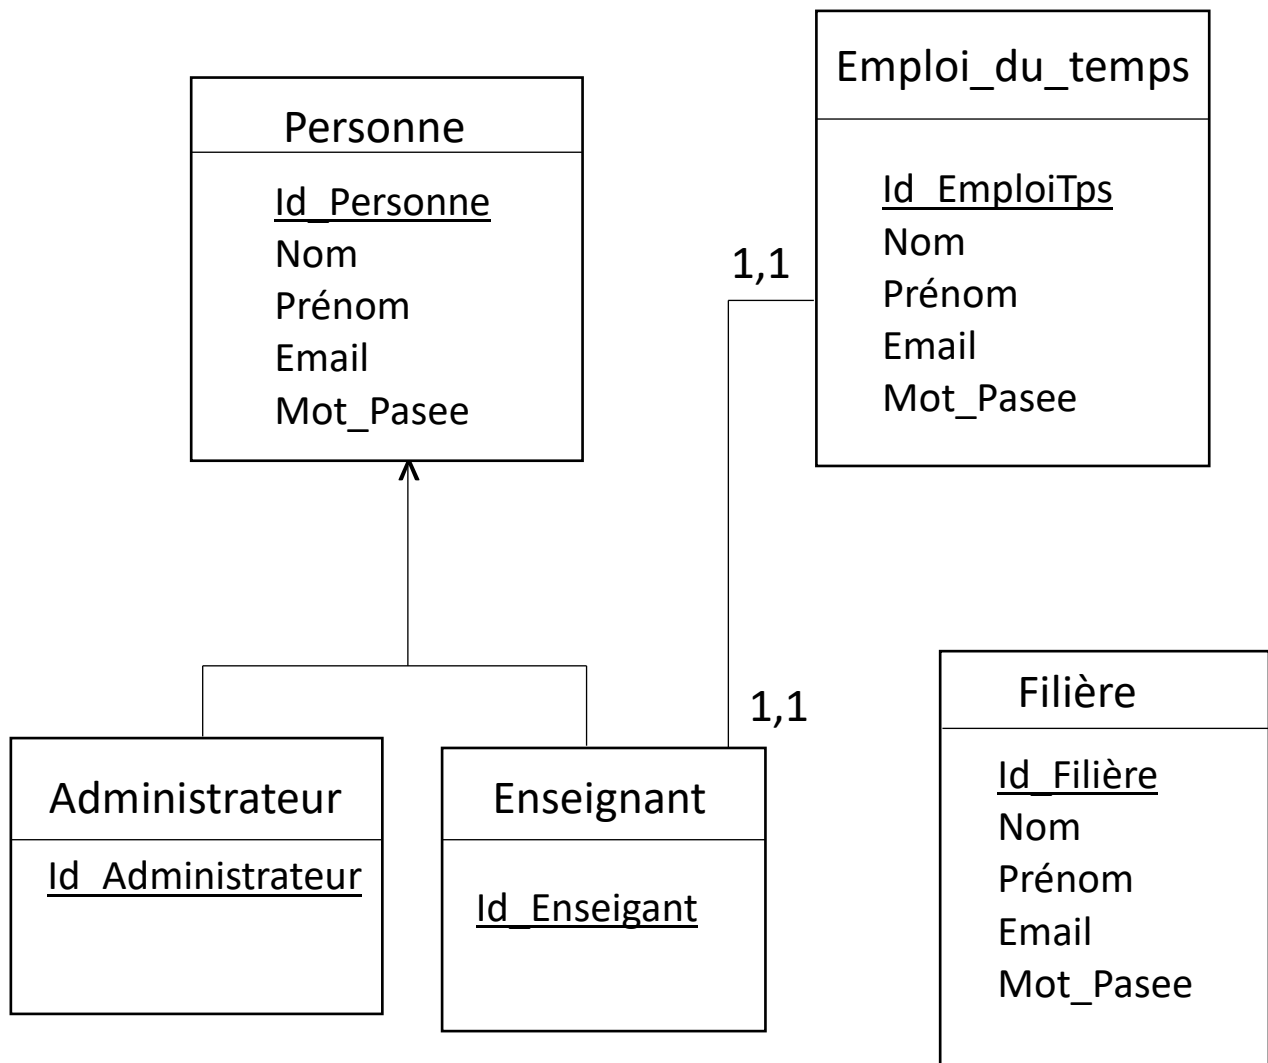 Personne
Id_Personne
Nom
Prénom
Email
Mot_Pasee
Emploi_du_temps
Id_EmploiTps
Nom
Prénom
Email
Mot_Pasee
1,1
1,1
Administrateur
Id_Administrateur
Enseignant
Id_Enseigant
Filière
Id_Filière
Nom
Prénom
Email
Mot_Pasee